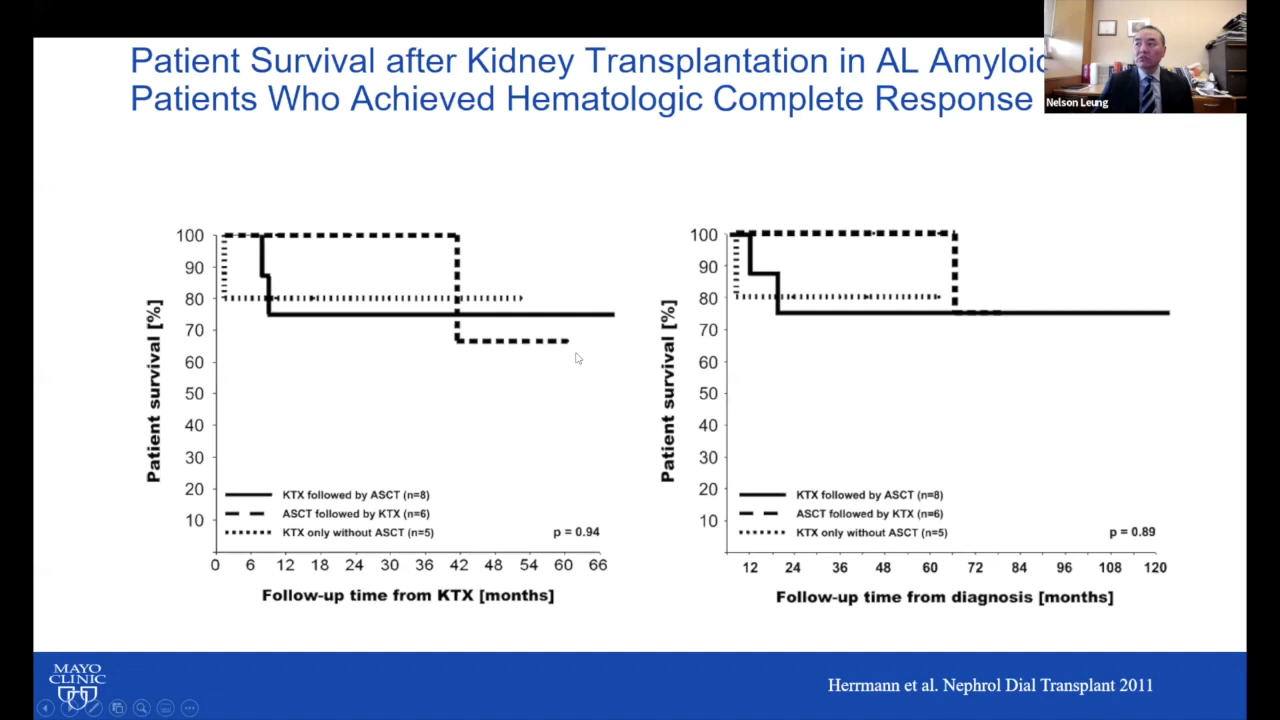 Patient Survival after Kidney Transplantation in AL Amyloid
Patients Who Achieved Hematologic Complete Response
Nelson Leung
Patient survival [%]
100
90
80
70
60
50
40
30
20
10
KTX followed by ASCT (n=8)
ASCT followed by KTX (n=6)
KTX only without ASCT (n=5)
p = 0.94
0 6 12 18 24 30 36 42 48 54 60 66
Follow-up time from KTX [months]
Patient survival [%]
100
90
80
70
60
50
40
30
20
10
KTX followed by ASCT (n=8)
ASCT followed by KTX (n=6)
KTX only without ASCT (n=5)
p = 0.89
12 24 36 48 60 72 84 96 108 120
Follow-up time from diagnosis [months]
MAYO
CLINIC
Herrmann et al. Nephrol Dial Transplant 2011